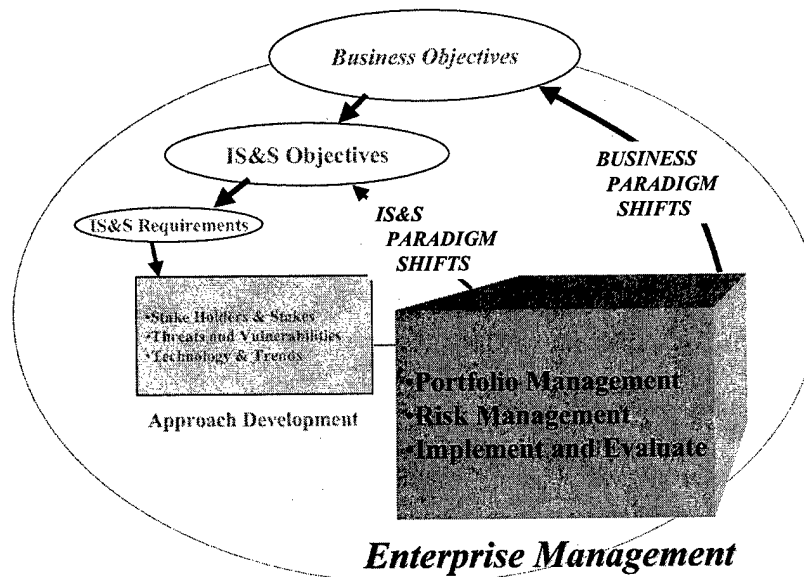 Business Objectives
IS&S Objectives
IS&S Requirements
BUSINESS
PARADIGM
SHIFTS
IS&S
PARADIGM
SHIFTS
•Stake Holders & Stakes
•Threats and Vulnerabilities
•Technology & Trends
Approach Development
•Portfolio Management
•Risk Management
•Implement and Evaluate
Enterprise Management